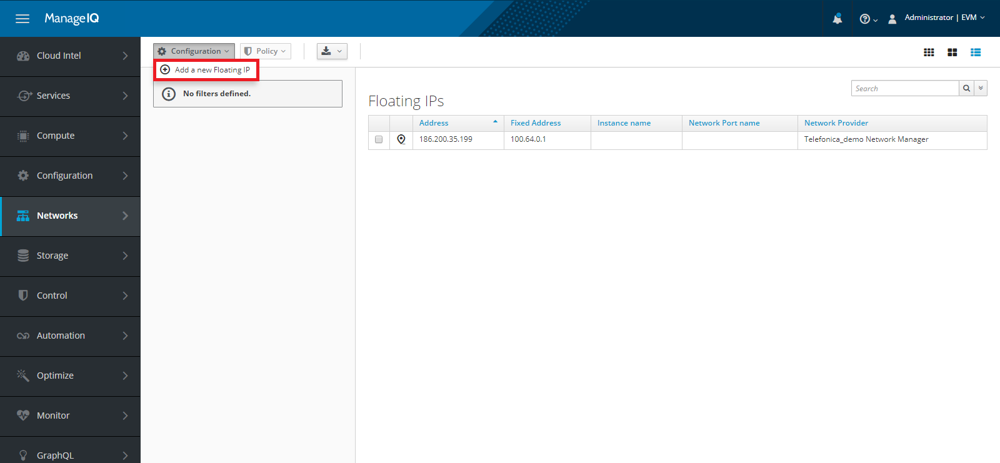 ManageIQ
Administrator | EVM
Cloud Intel
Services
Compute
Configuration
Networks
Storage
Control
Automation
Optimize
Monitor
GraphQL
Configuration
Policy
Add a new Floating IP
No filters defined.
Search
Floating IPs
Address Fixed Address Instance name Network Port name Network Provider
186.200.35.199 100.64.0.1 Telefonica_demo Network Manager